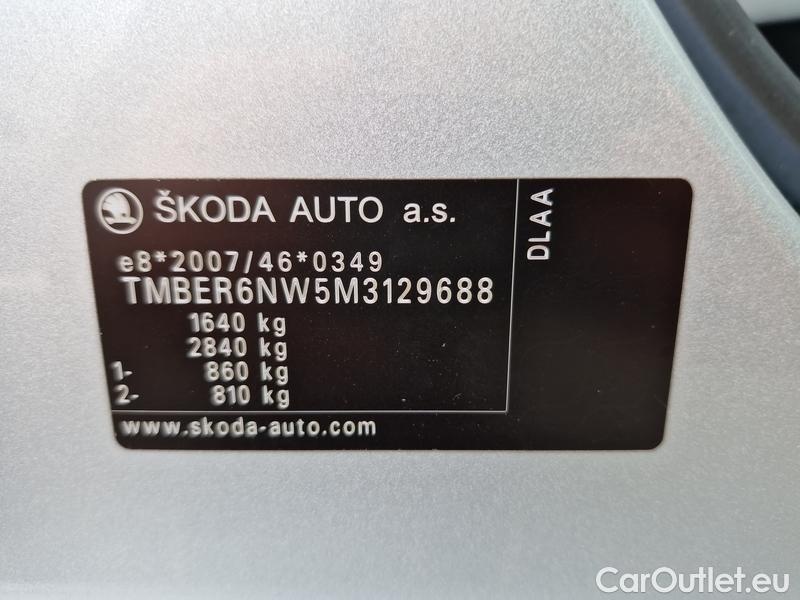 ŠKODA AUTO a.s.
e8*2007/46*0349
TMBER6NW5M3129688
1640 kg
2840 kg
1- 860 kg
2- 810 kg
www.skoda-auto.com
DLAA
CarOutlet.eu